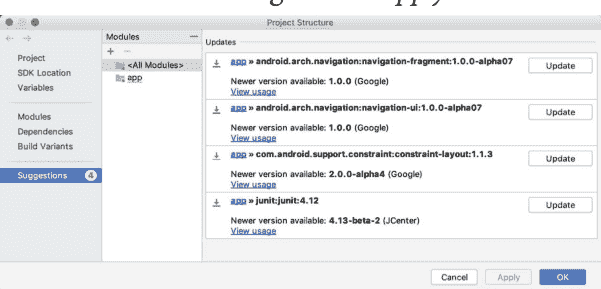 Project Structure
Project
SDK Location
Variables
Modules
Dependencies
Build Variants
Suggestions 4
Modules
<All Modules>
app
Updates
app » android.arch.navigation:navigation-fragment:1.0.0-alpha07
Newer version available: 1.0.0 (Google)
View usage
Update
app » android.arch.navigation:navigation-ui:1.0.0-alpha07
Newer version available: 1.0.0 (Google)
View usage
Update
app » com.android.support.constraint:constraint-layout:1.1.3
Newer version available: 2.0.0-alpha4 (Google)
View usage
Update
app » junit:junit:4.12
Newer version available: 4.13-beta-2 (JCenter)
View usage
Update
Cancel Apply OK